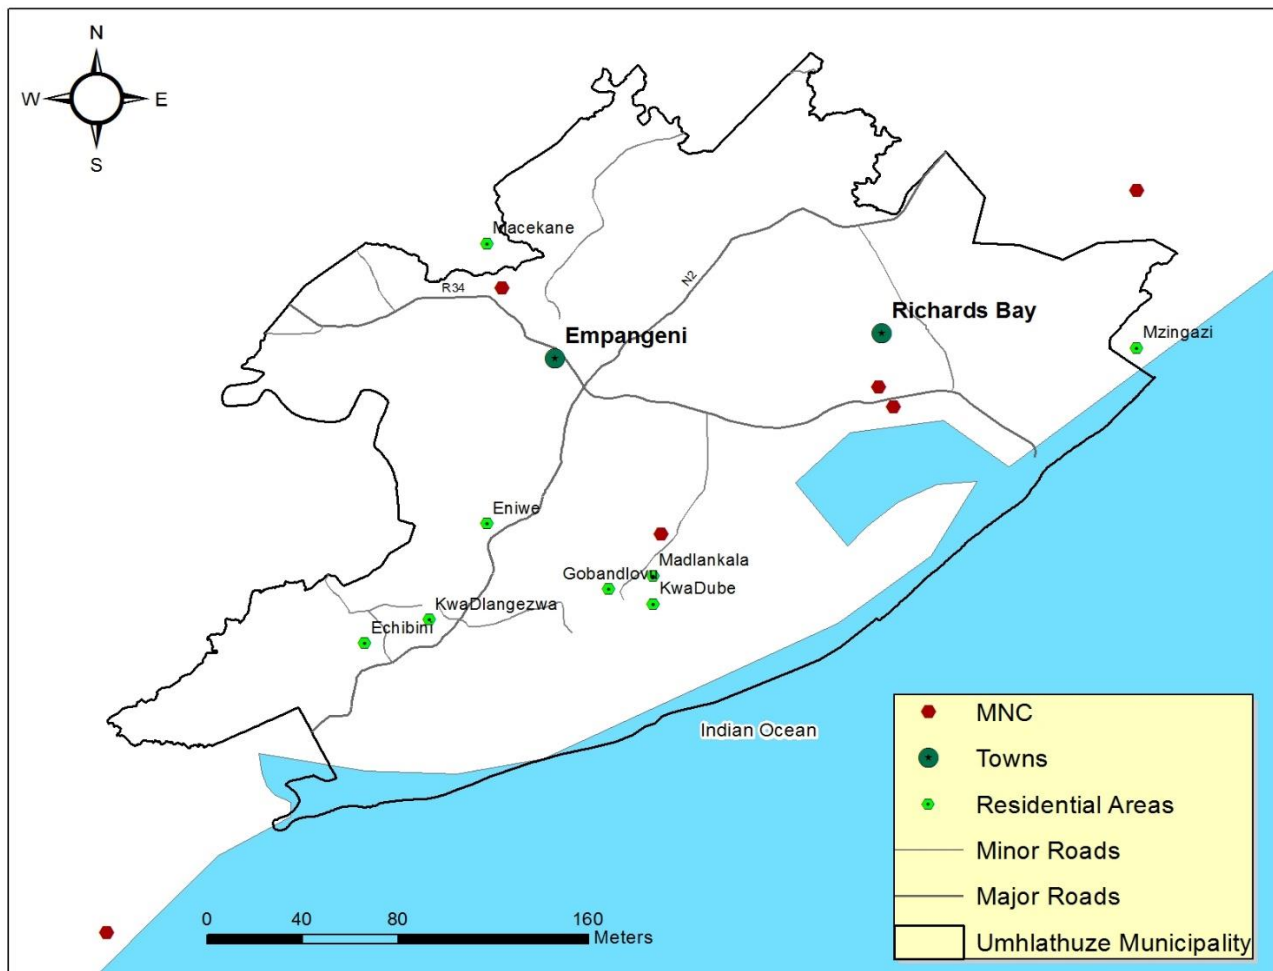 N
W E
S
Macekane
R34
N2
Empangeni
Richards Bay
Mzingazi
Eniwe
Madlankala
Gobandlovu
KwaDube
KwaDlangezwa
Echibini
Indian Ocean
0 40 80 160
Meters
MNC
Towns
Residential Areas
Minor Roads
Major Roads
Umhlathuze Municipality